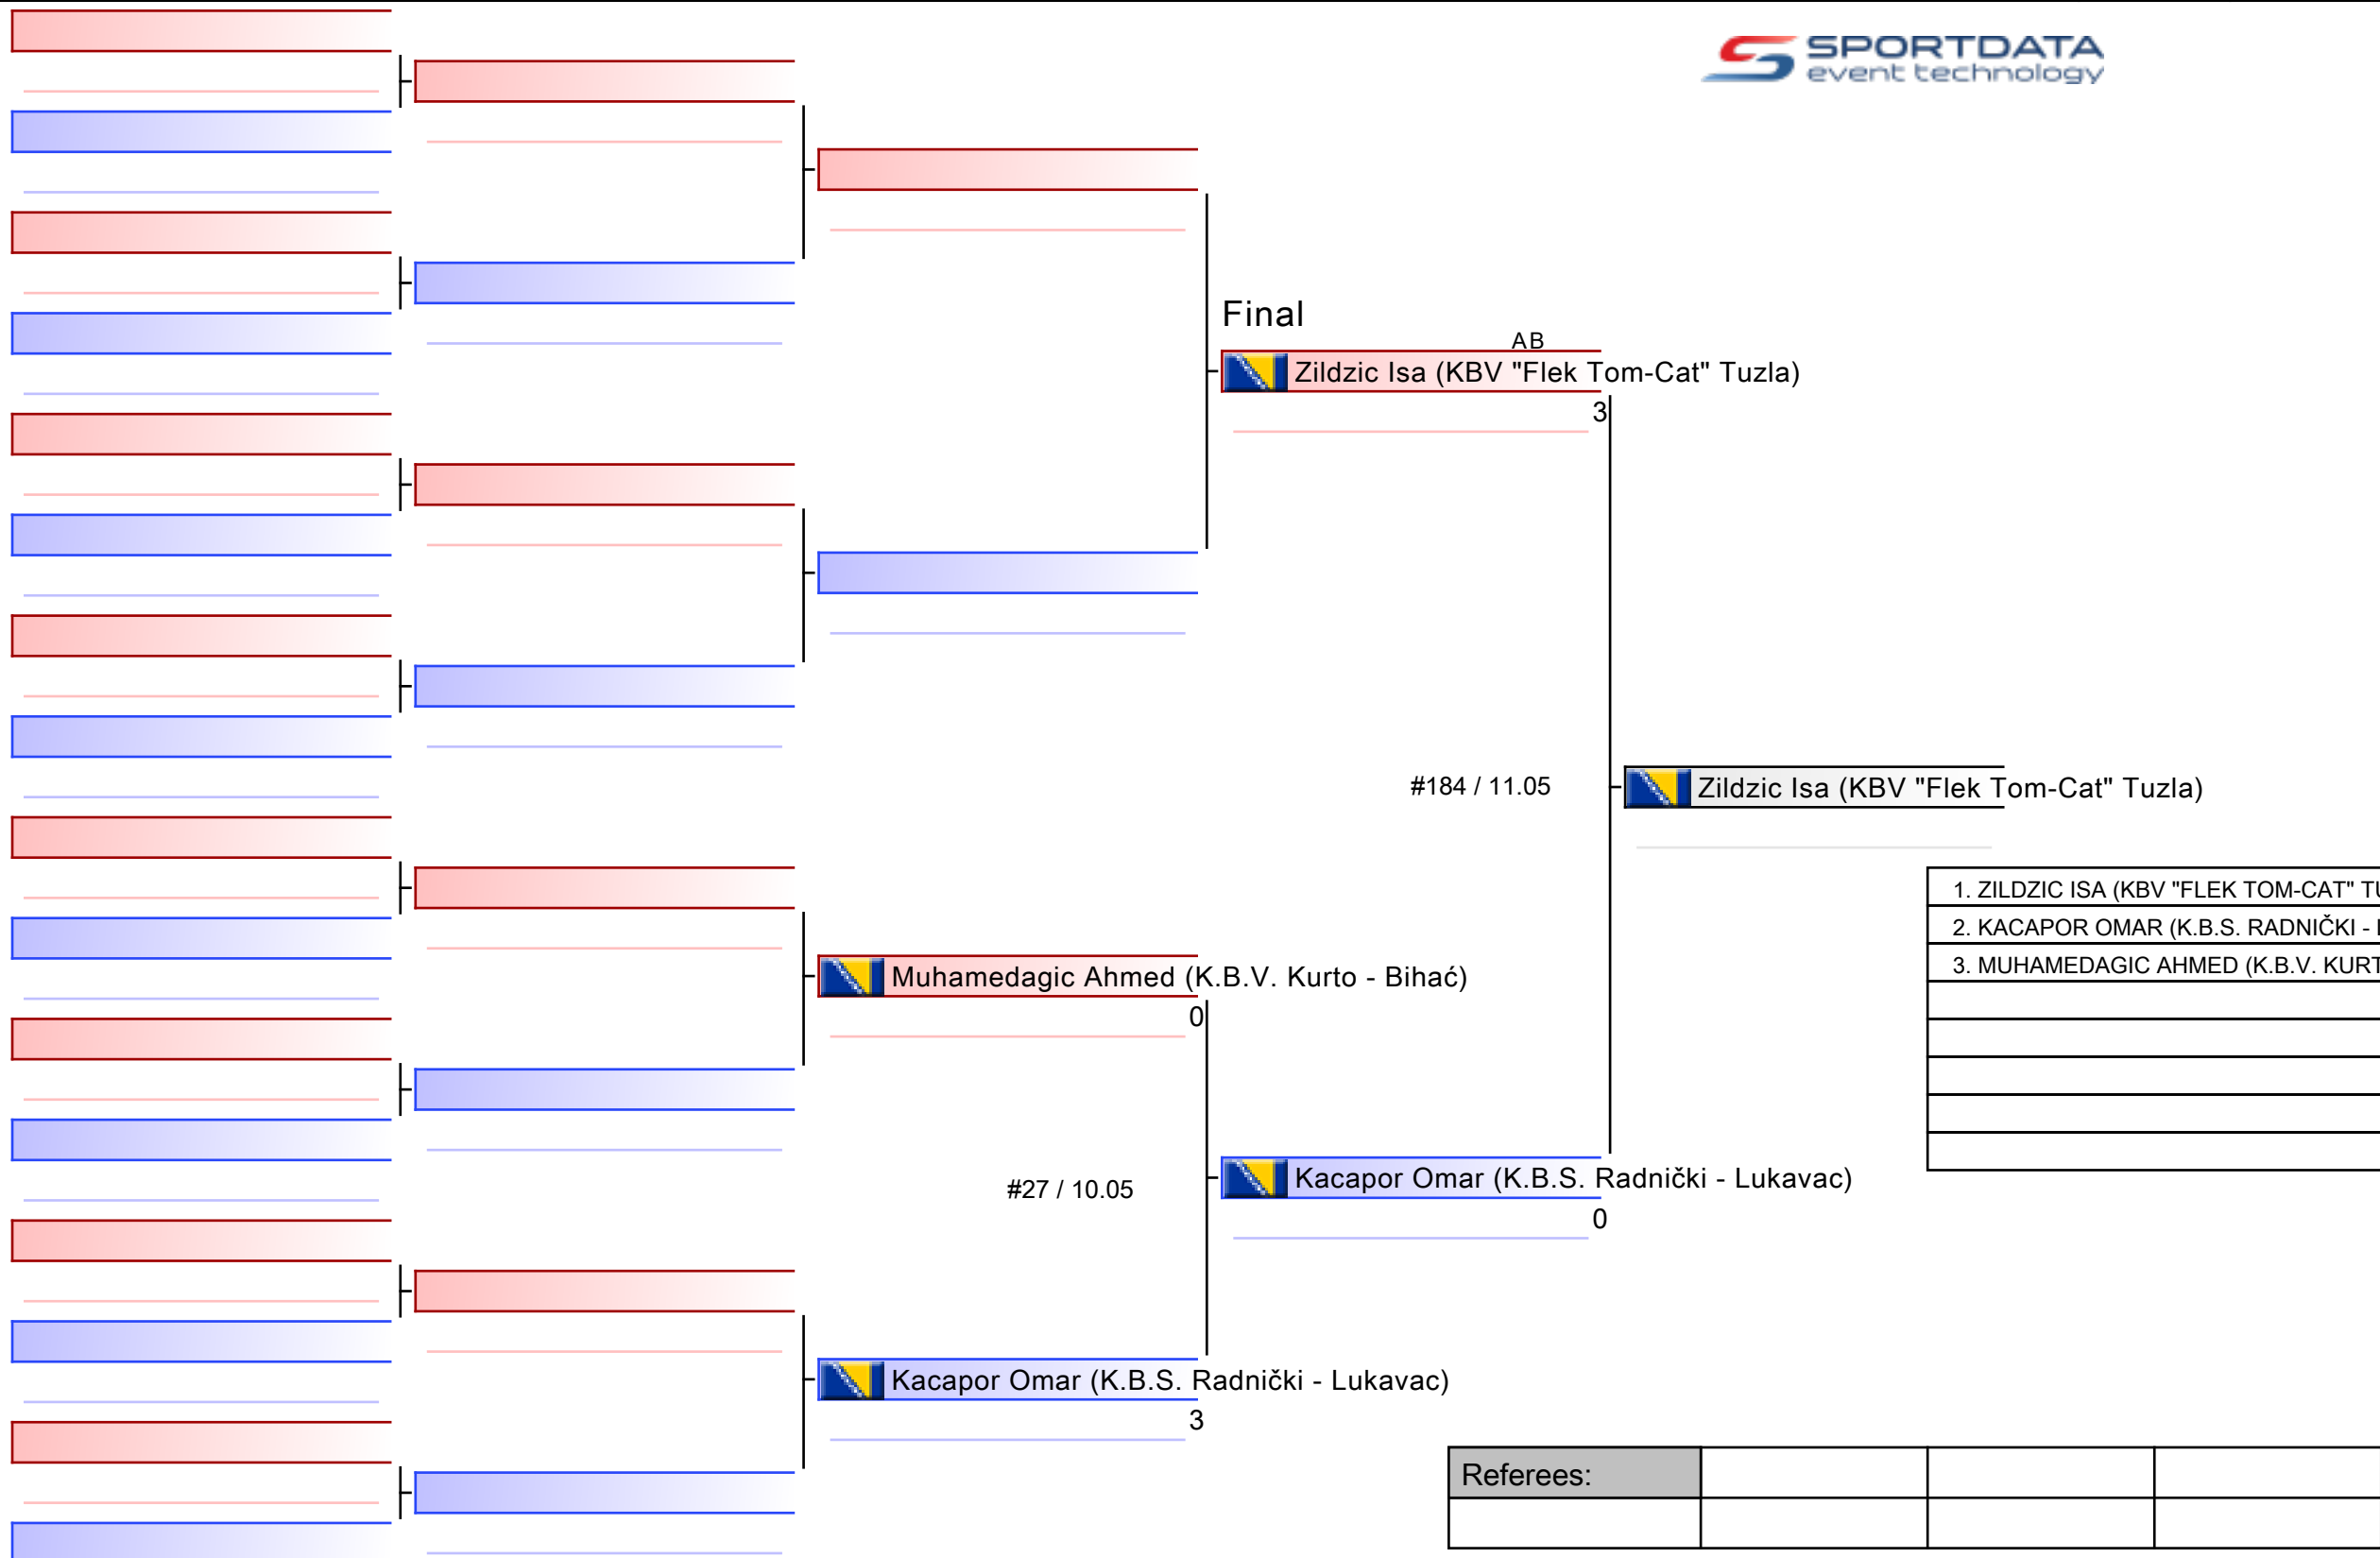 SPORTDATA
event technology
Final
AB
Zildzic Isa (KBV "Flek Tom-Cat" Tuzla)
3
#184 / 11.05
Zildzic Isa (KBV "Flek Tom-Cat" Tuzla)
1. ZILDZIC ISA (KBV "FLEK TOM-CAT" TU
2. KACAPOR OMAR (K.B.S. RADNIČKI -
3. MUHAMEDAGIC AHMED (K.B.V. KURT
Muhamedagic Ahmed (K.B.V. Kurto - Bihać)
0
#27 / 10.05
Kacapor Omar (K.B.S. Radnički - Lukavac)
0
Kacapor Omar (K.B.S. Radnički - Lukavac)
3
Referees: